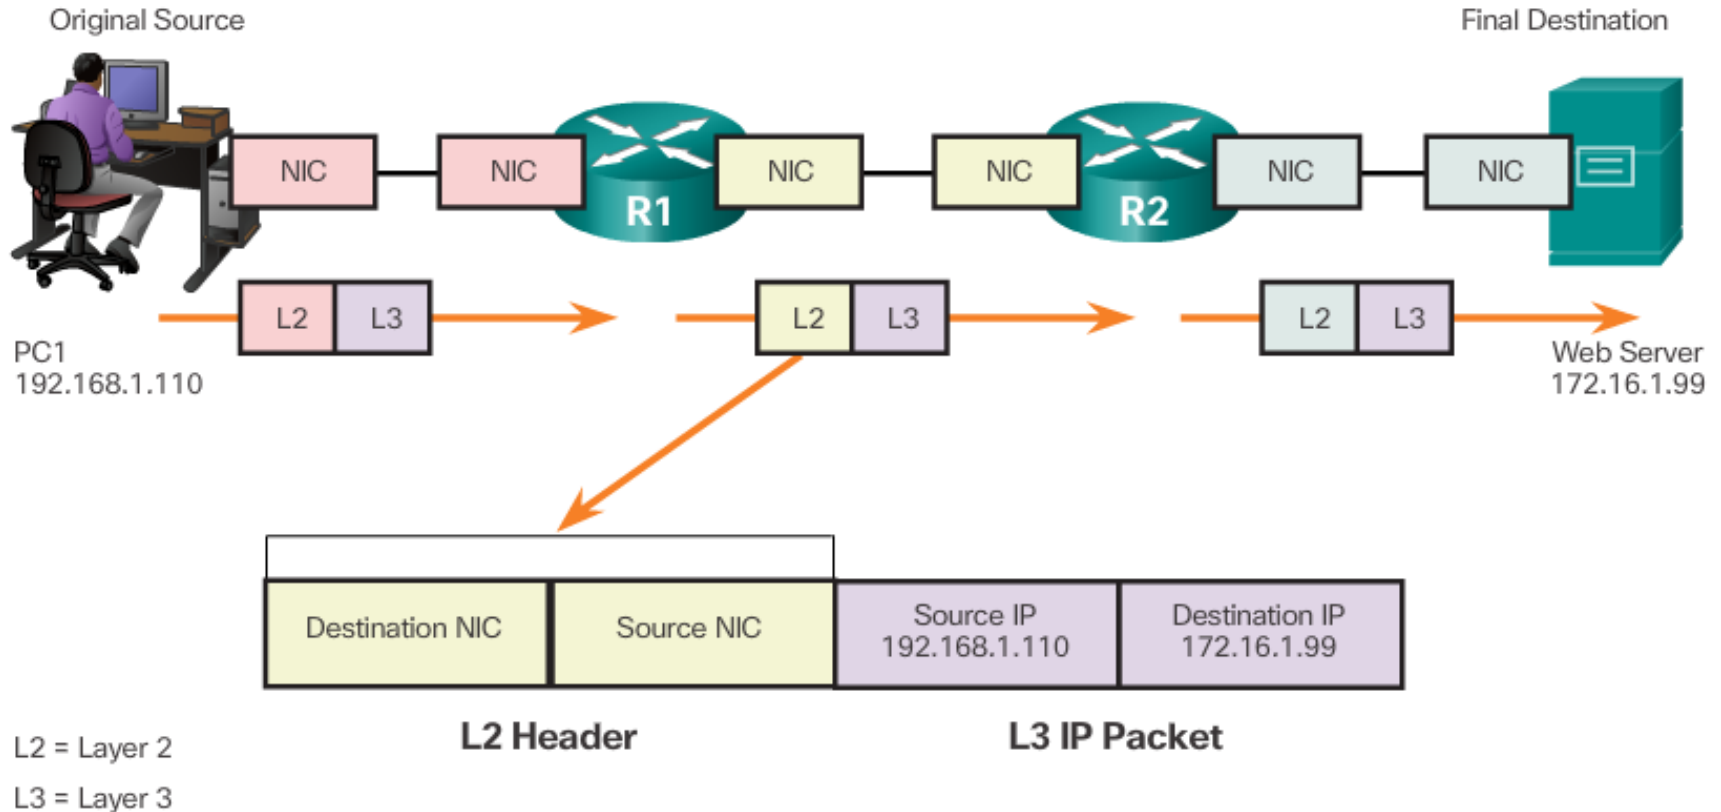 Original Source
Final Destination
NIC
NIC
R1
NIC
NIC
R2
NIC
NIC
L2
L3
L2
L3
L2
L3
PC1
192.168.1.110
Web Server
172.16.1.99
Destination NIC
Source NIC
Source IP
192.168.1.110
Destination IP
172.16.1.99
L2 Header
L3 IP Packet
L2 = Layer 2
L3 = Layer 3